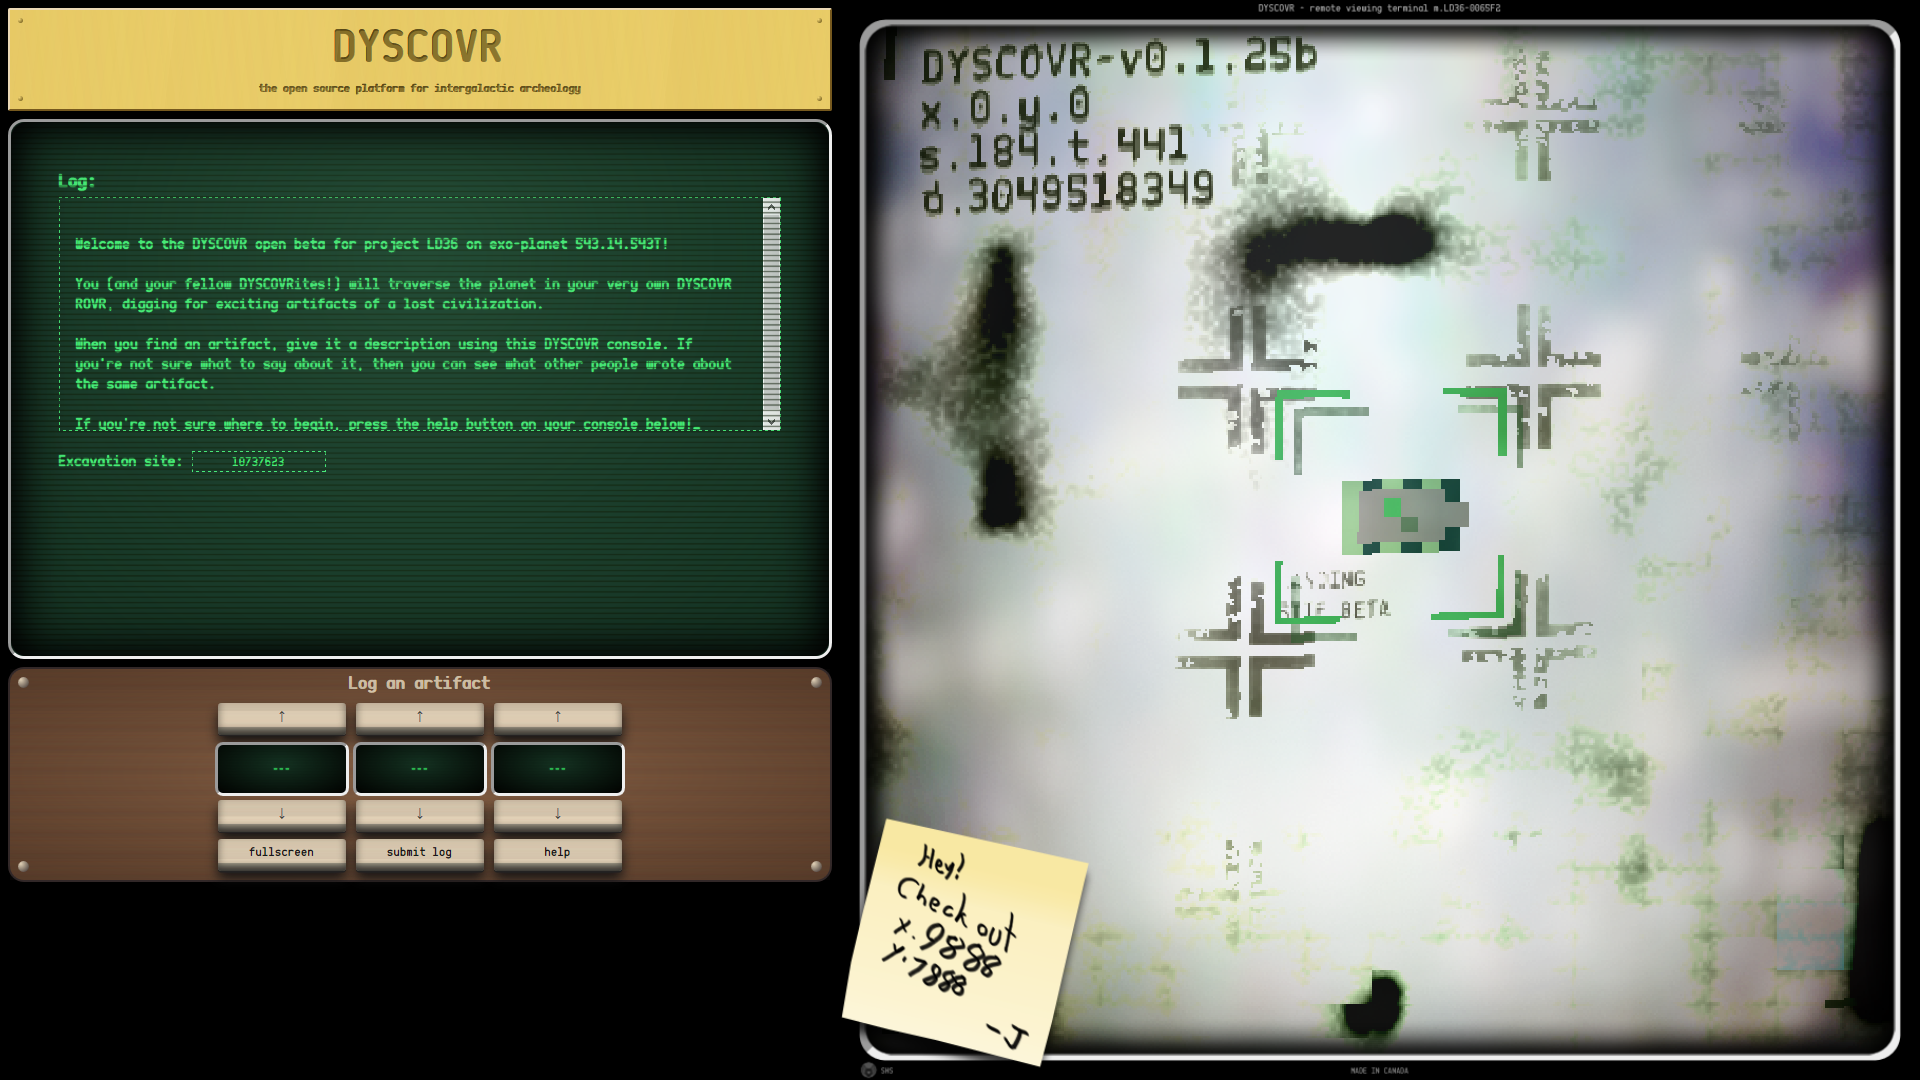 DYSCOVR
the open source platform for intergalactic archeology
Log:
Welcome to the DYSCOVR open beta for project LD36 on exo-planet 543.14.543T!
You (and your fellow DYSCOVRites!) will traverse the planet in your very own DYSCOVR
ROVR, digging for exciting artifacts of a lost civilization.
When you find an artifact, give it a description using this DYSCOVR console. If
you're not sure what to say about it, then you can see what other people wrote about
the same artifact.
If you're not sure where to begin, press the help button on your console below!_
Excavation site: 10737623
Log an artifact
↑ ↑ ↑
--- --- ---
↓ ↓ ↓
fullscreen submit log help
DYSCOVR - remote viewing terminal m.LD36-0065F2
DYSCOVR-v0.1.25b
x.0.y.0
s.184.t.441
d.3049518349
BETA
Hey!
Check out
x.9888
y.7888
-J
SMS
MADE IN CANADA